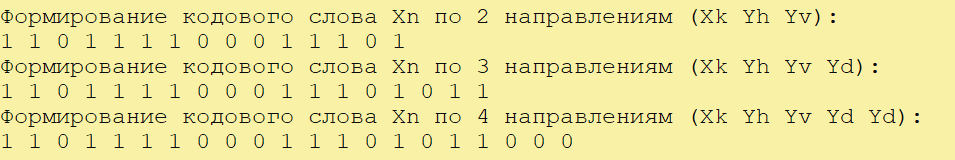 Формирование кодового слова Xn по 2 направлениям (Xk Yh Yv):
1 1 0 1 1 1 1 0 0 0 1 1 1 0 1
Формирование кодового слова Xn по 3 направлениям (Xk Yh Yv Yd):
1 1 0 1 1 1 1 0 0 0 1 1 1 0 1 0 1 1
Формирование кодового слова Xn по 4 направлениям (Xk Yh Yv Yd Yd):
1 1 0 1 1 1 1 0 0 0 1 1 1 0 1 0 1 1 0 0 0